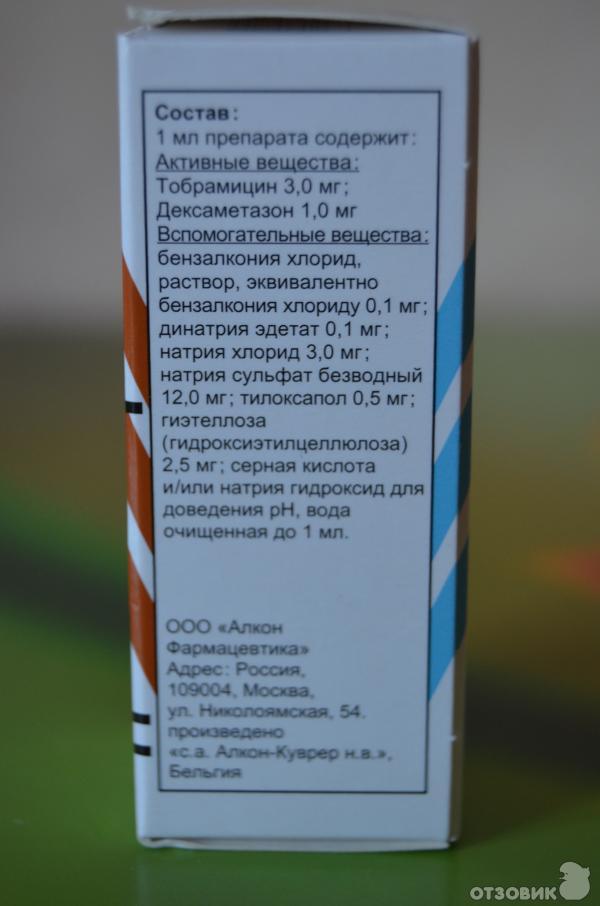 Состав:
1 мл препарата содержит:
Активные вещества:
Тобрамицин 3,0 мг;
Дексаметазон 1,0 мг
Вспомогательные вещества:
бензалкония хлорид,
раствор, эквивалентно
бензалкония хлориду 0,1 мг;
динатрия эдетат 0,1 мг;
натрия хлорид 3,0 мг;
натрия сульфат безводный
12,0 мг; тилоксапол 0,5 мг;
гиэтеллоза
(гидроксиэтилцеллюлоза)
2,5 мг; серная кислота
и/или натрия гидроксид для
доведения pH, вода
очищенная до 1 мл.
ООО «Алкон
Фармацевтика»
Адрес: Россия,
109004, Москва,
ул. Николоямская, 54.
произведено
«с.а. Алкон-Куврер н.в.»,
Бельгия
ОТЗОВИК